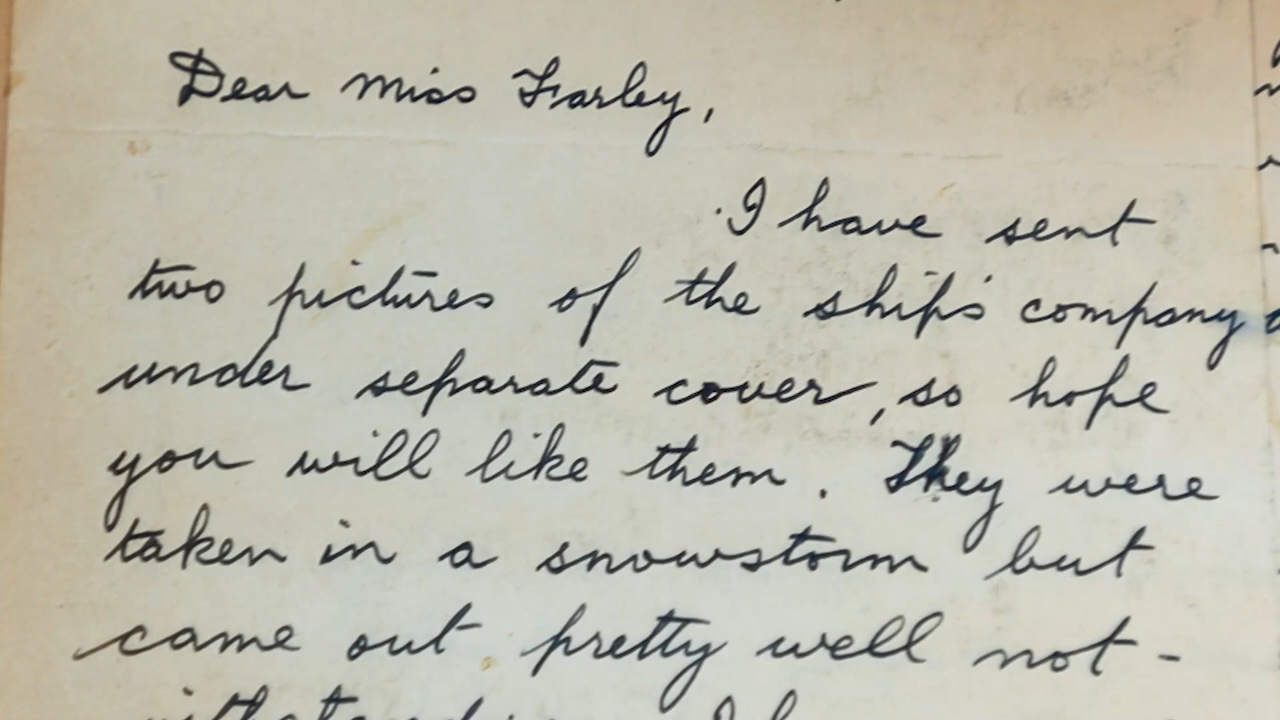 Dear Miss Farley,
I have sent
two pictures of the ship's company
under separate cover, so hope
you will like them. They were
taken in a snowstorm but
came out pretty well not-